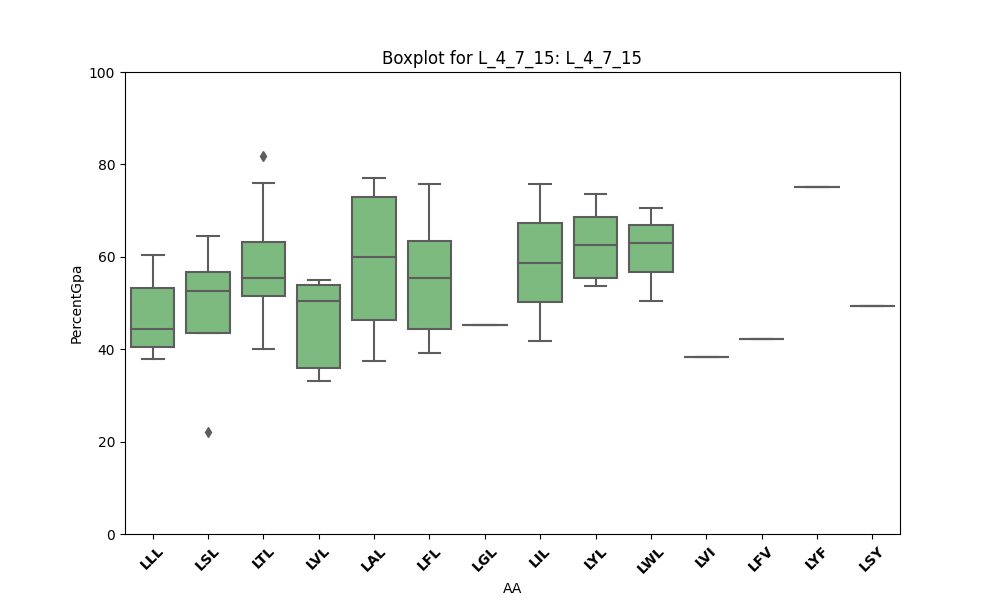 Boxplot for L_4_7_15: L_4_7_15
100
80
60
40
20
0
PercentGpa
LLL
LSL
LTL
LVL
LAL
LFL
LGL
LIL
LYL
LWL
LVI
LFV
LYF
LSY
AA